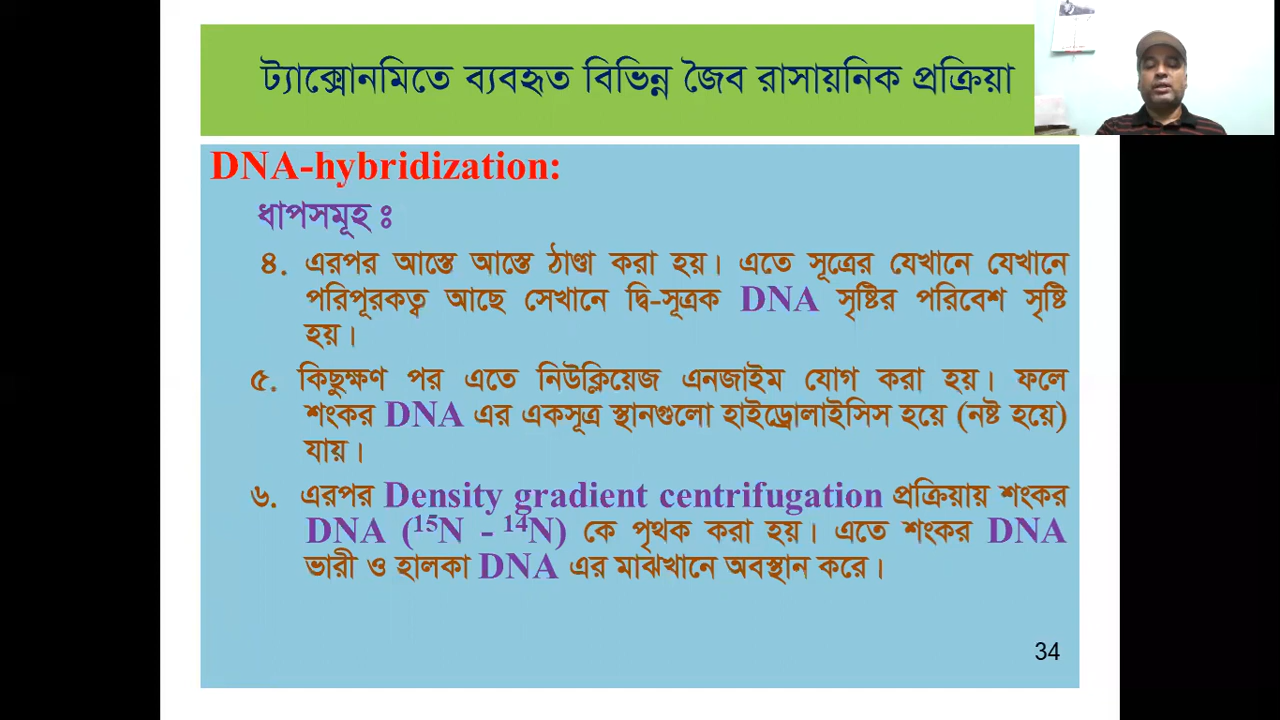 ট্যাক্সোনমিতে ব্যবহৃত বিভিন্ন জৈব রাসায়নিক প্রক্রিয়া
DNA-hybridization:
ধাপসমূহ ঃ
৪. এরপর আস্তে আস্তে ঠাণ্ডা করা হয়। এতে সূত্রের যেখানে যেখানে
পরিপূরকত্ব আছে সেখানে দ্বি-সূত্রক DNA সৃষ্টির পরিবেশ সৃষ্টি
হয়।
৫. কিছুক্ষণ পর এতে নিউক্লিয়েজ এনজাইম যোগ করা হয়। ফলে
শংকর DNA এর একসূত্র স্থানগুলো হাইড্রোলাইসিস হয়ে (নষ্ট হয়ে)
যায়।
৬. এরপর Density gradient centrifugation প্রক্রিয়ায় শংকর
DNA (¹⁵N - ¹⁴N) কে পৃথক করা হয়। এতে শংকর DNA
ভারী ও হালকা DNA এর মাঝখানে অবস্থান করে।
34